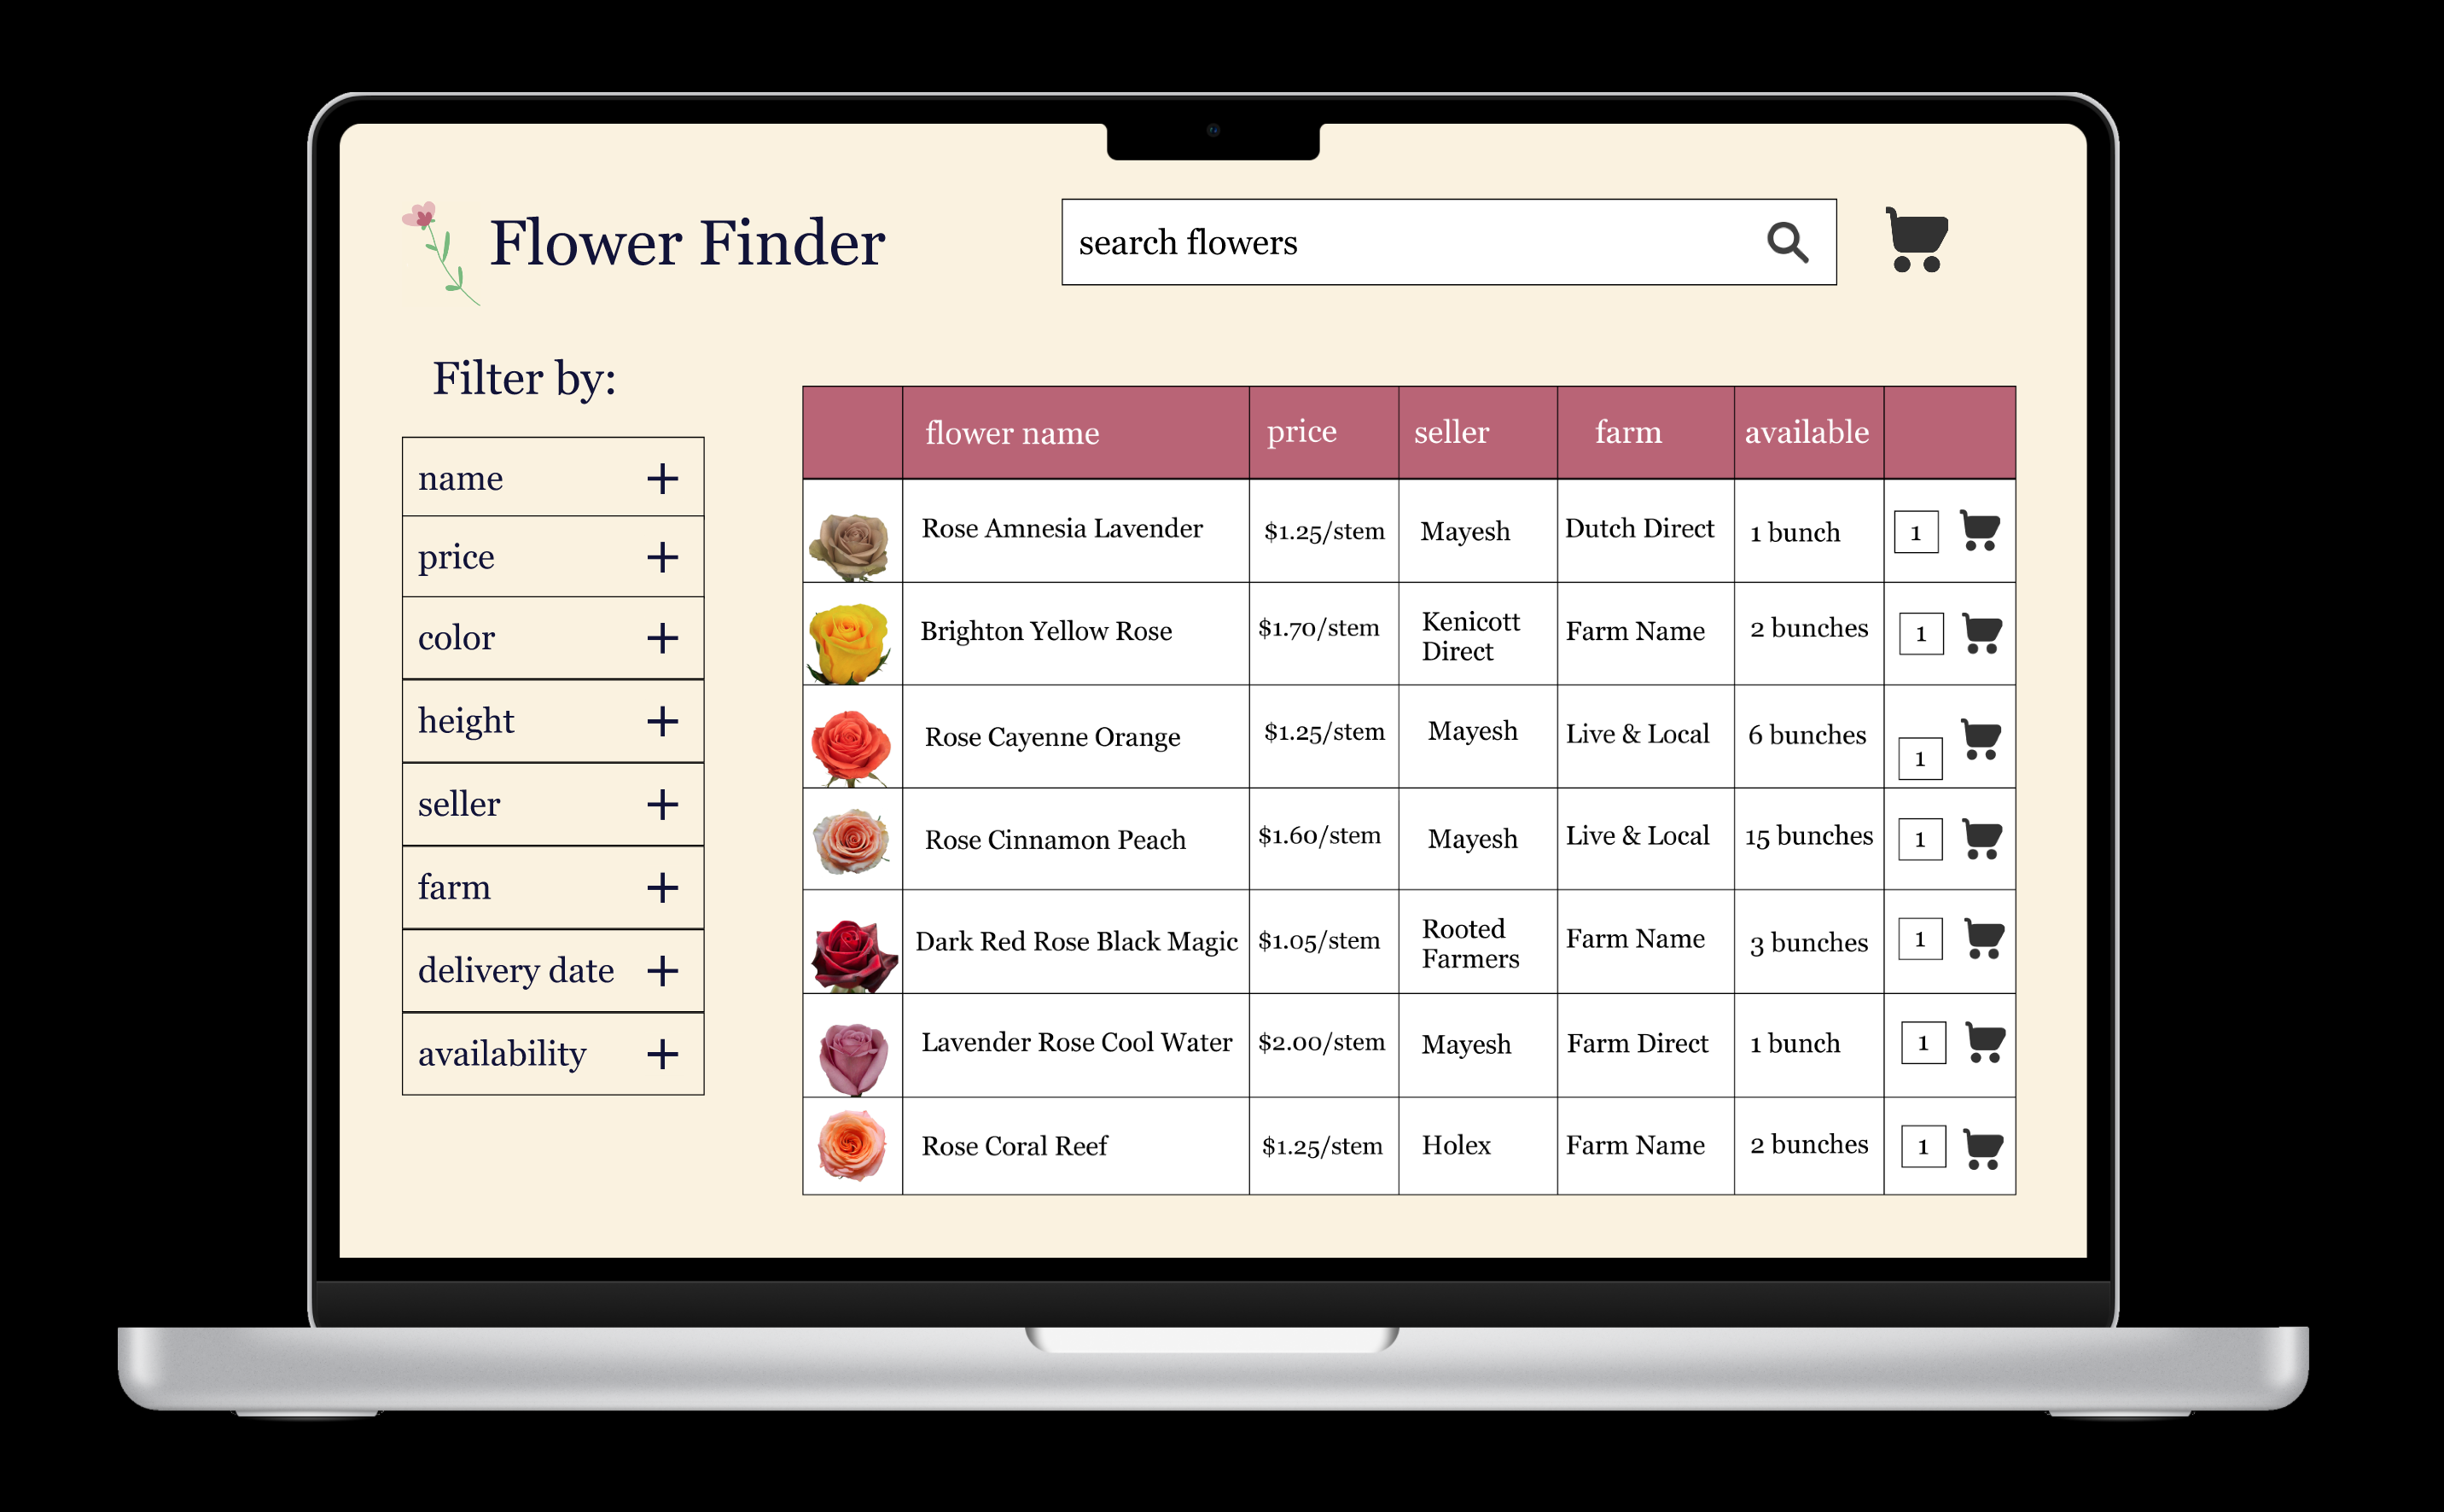 Flower Finder
search flowers
Filter by:
name +
price +
color +
height +
seller +
farm +
delivery date +
availability +
flower name price seller farm available
Rose Amnesia Lavender $1.25/stem Mayesh Dutch Direct 1 bunch 1
Brighton Yellow Rose $1.70/stem Kenicott Direct Farm Name 2 bunches 1
Rose Cayenne Orange $1.25/stem Mayesh Live & Local 6 bunches 1
Rose Cinnamon Peach $1.60/stem Mayesh Live & Local 15 bunches 1
Dark Red Rose Black Magic $1.05/stem Rooted Farmers Farm Name 3 bunches 1
Lavender Rose Cool Water $2.00/stem Mayesh Farm Direct 1 bunch 1
Rose Coral Reef $1.25/stem Holex Farm Name 2 bunches 1